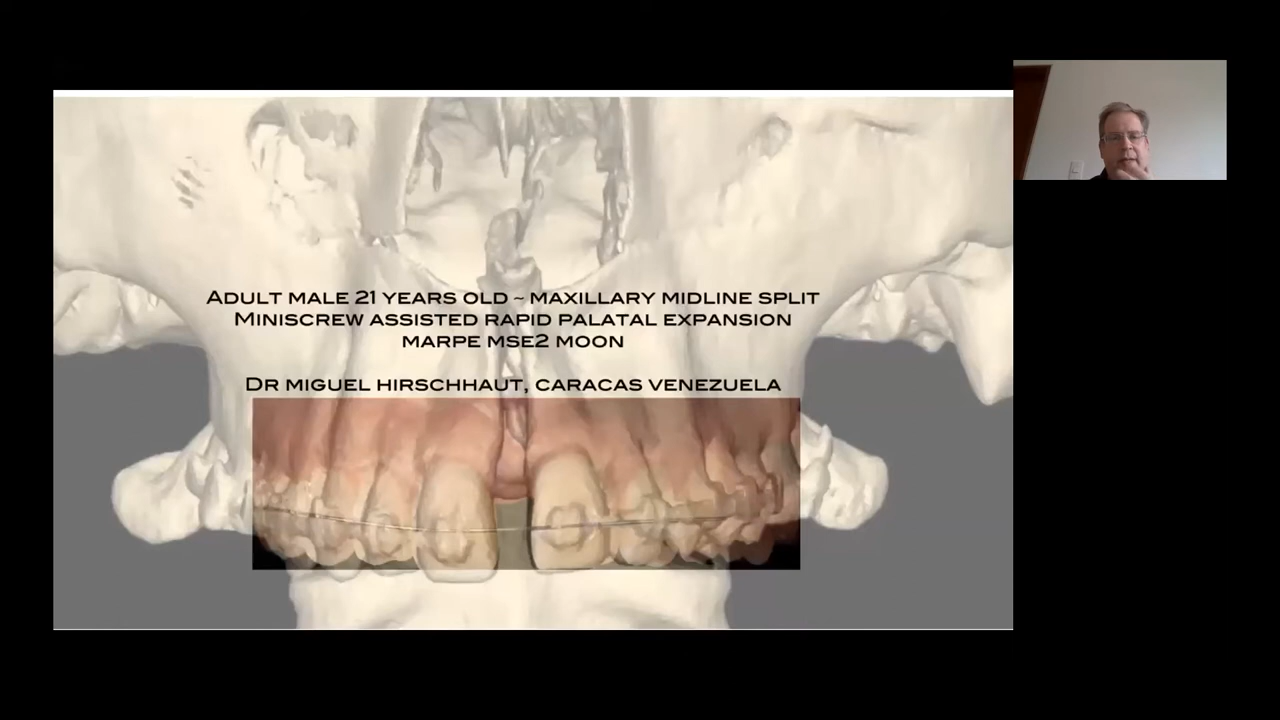 ADULT MALE 21 YEARS OLD ~ MAXILLARY MIDLINE SPLIT
MINISCREW ASSISTED RAPID PALATAL EXPANSION
MARPE MSE2 MOON
DR MIGUEL HIRSCHHAUT, CARACAS VENEZUELA